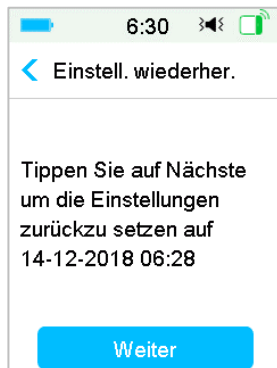 6:30
Einstell. wiederher.
Tippen Sie auf Nächste
um die Einstellungen
zurückzu setzen auf
14-12-2018 06:28
Weiter